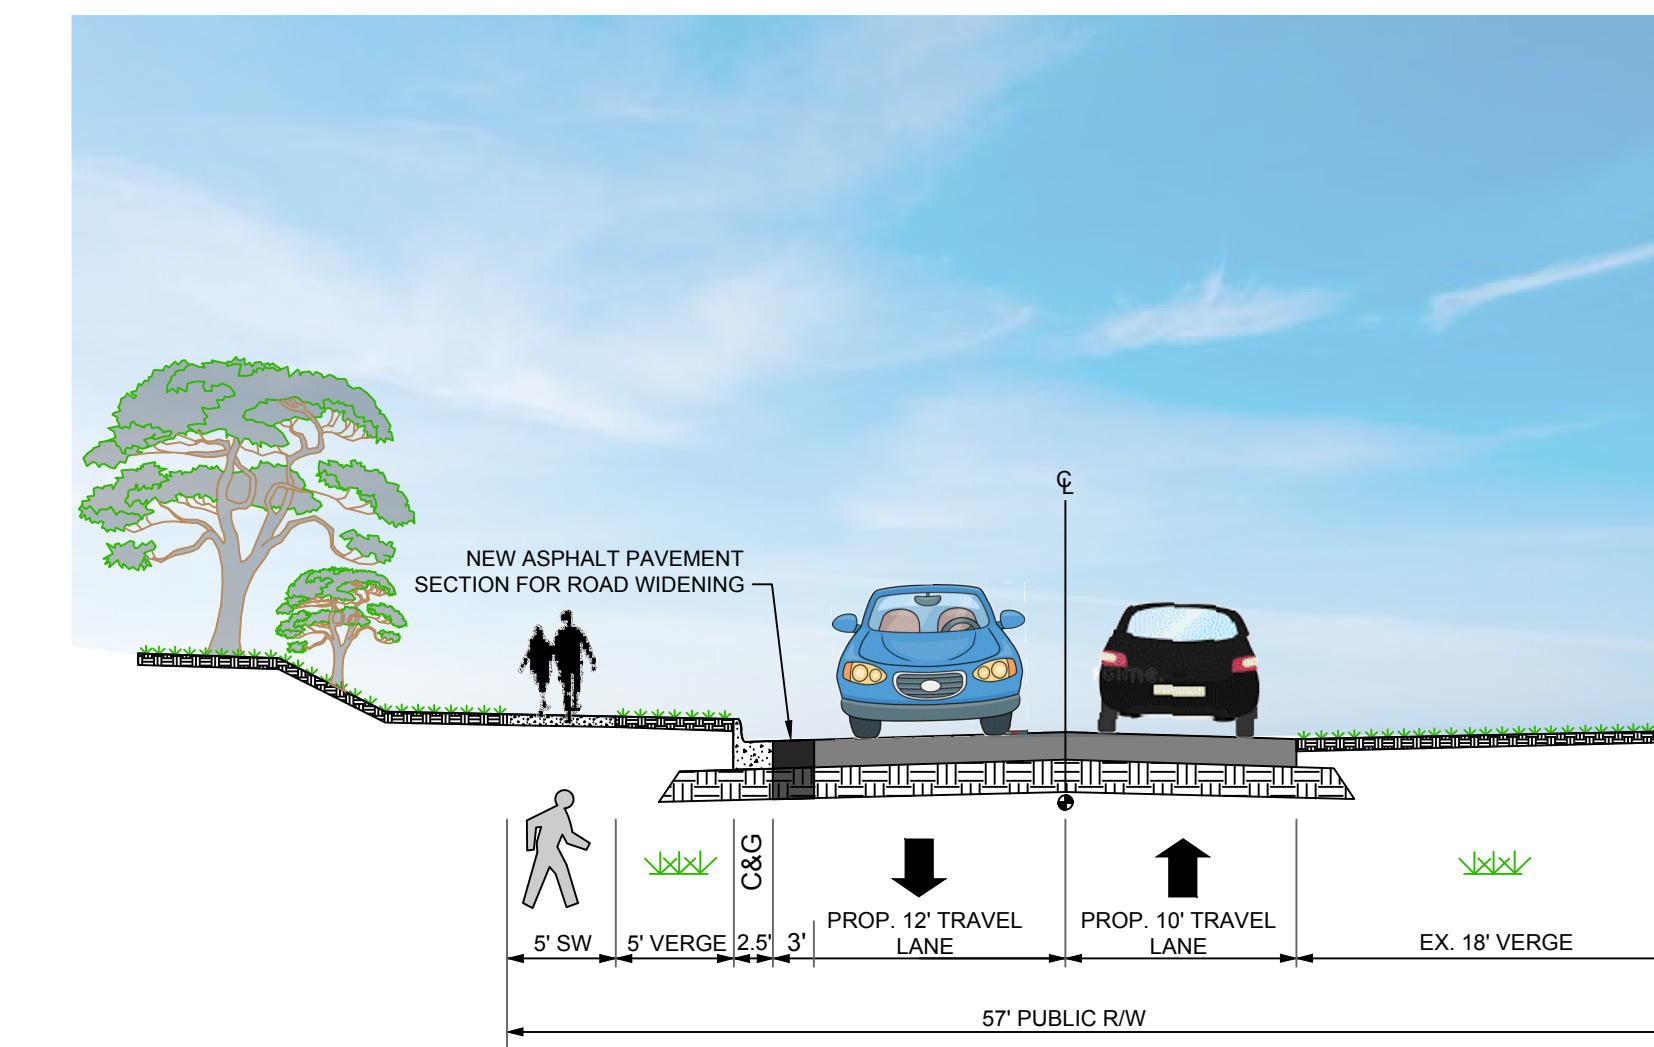 ℄
NEW ASPHALT PAVEMENT
SECTION FOR ROAD WIDENING
C&G
PROP. 12' TRAVEL
LANE
PROP. 10' TRAVEL
LANE
5' SW
5' VERGE
2.5'
3'
EX. 18' VERGE
57' PUBLIC R/W